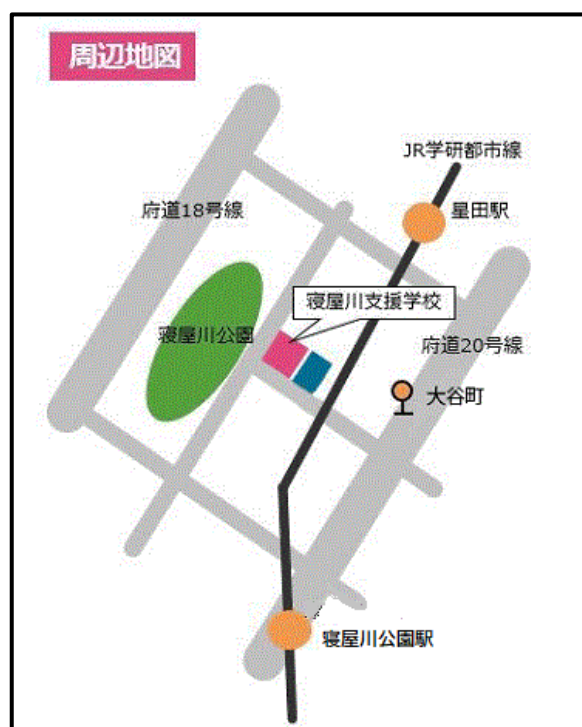 周辺地図
JR学研都市線
府道18号線
星田駅
寝屋川支援学校
寝屋川公園
府道20号線
大谷町
寝屋川公園駅